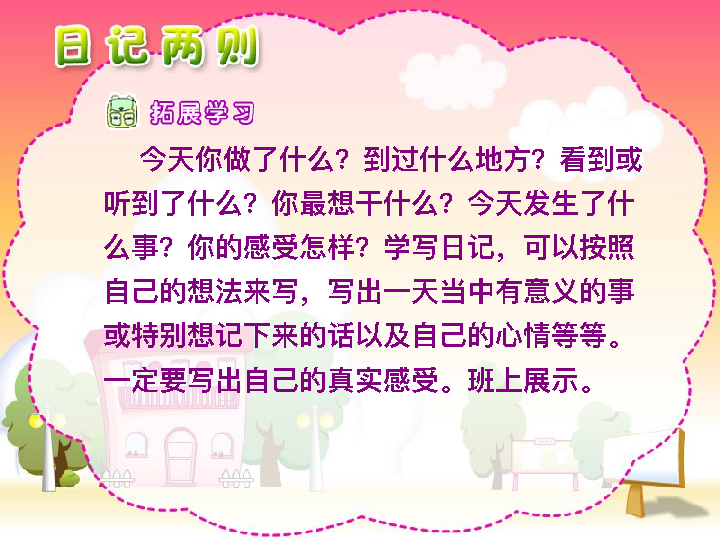 日记两则
拓展学习
今天你做了什么？到过什么地方？看到或
听到了什么？你最想干什么？今天发生了什
么事？你的感受怎样？学写日记，可以按照
自己的想法来写，写出一天当中有意义的事
或特别想记下来的话以及自己的心情等等。
一定要写出自己的真实感受。班上展示。